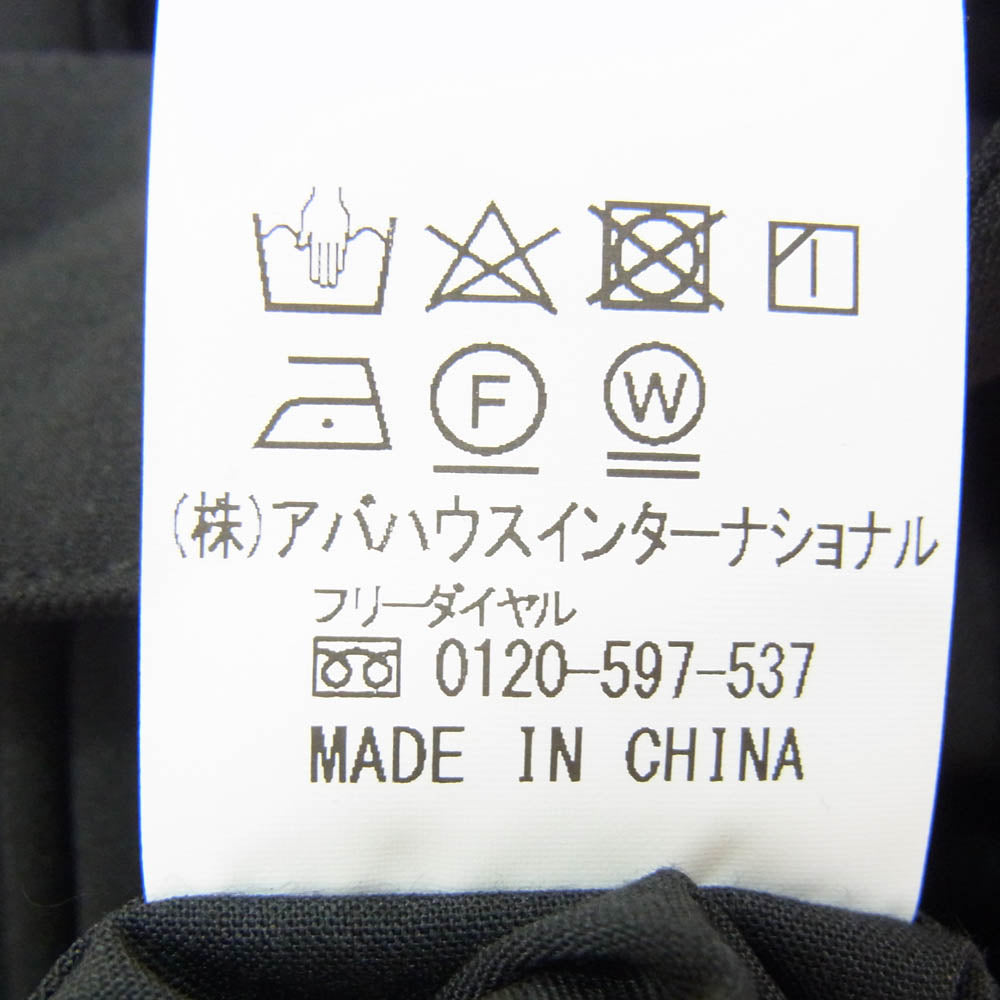 F W
(株)アバハウスインターナショナル
フリーダイヤル
0120-597-537
MADE IN CHINA